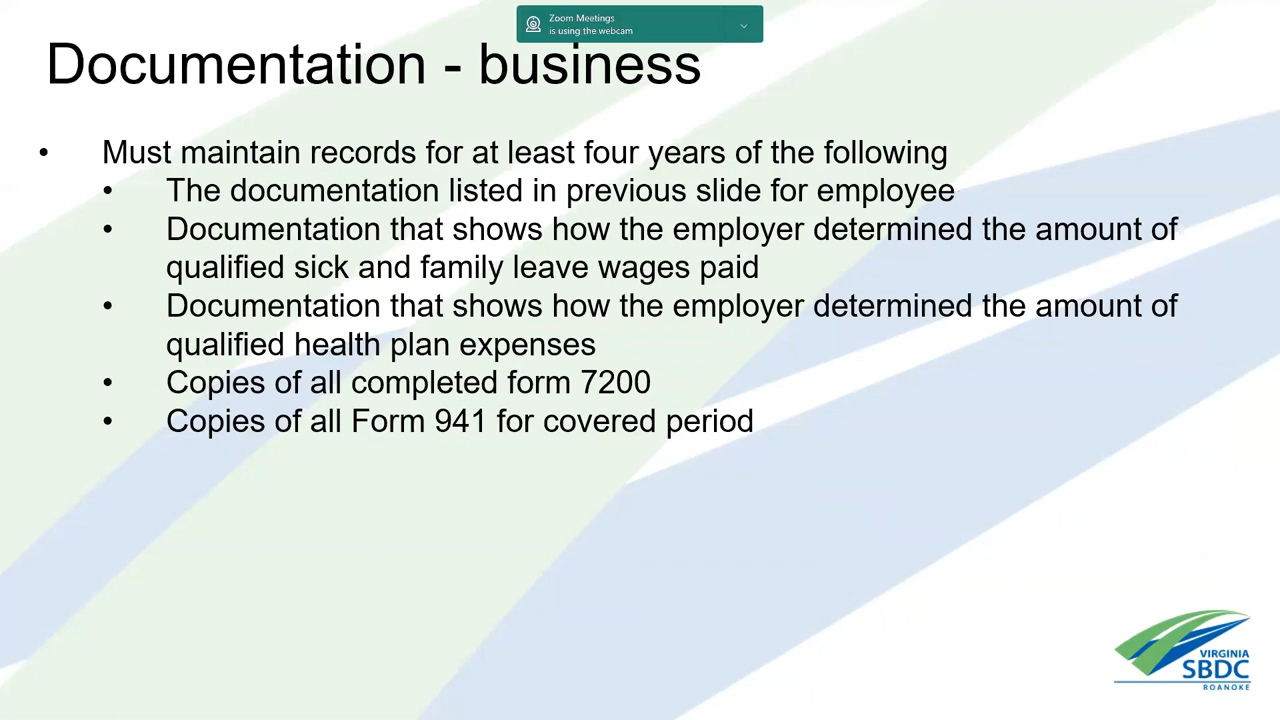 Zoom Meetings
is using the webcam
Documentation - business
• Must maintain records for at least four years of the following
• The documentation listed in previous slide for employee
• Documentation that shows how the employer determined the amount of
qualified sick and family leave wages paid
• Documentation that shows how the employer determined the amount of
qualified health plan expenses
• Copies of all completed form 7200
• Copies of all Form 941 for covered period
VIRGINIA
SBDC
ROANOKE